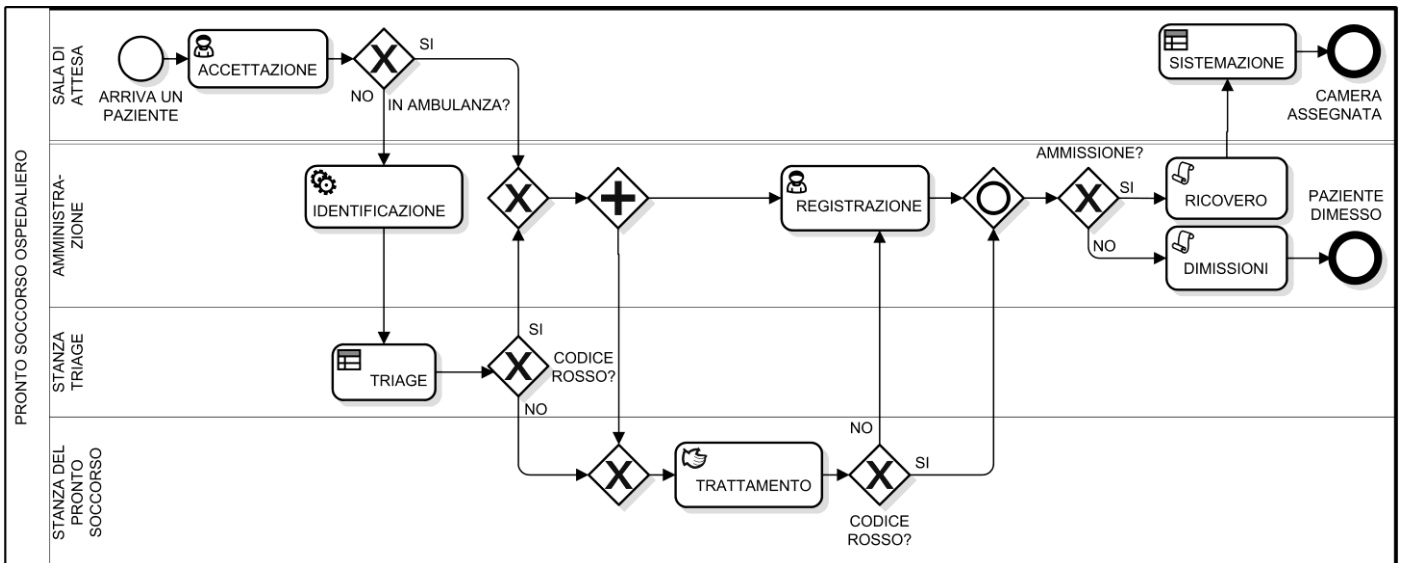 PRONTO SOCCORSO OSPEDALIERO
SALA DI
ATTESA
ARRIVA UN
PAZIENTE
ACCETTAZIONE
X
SI
NO
IN AMBULANZA?
SISTEMAZIONE
CAMERA
ASSEGNATA
AMMINISTRA-
ZIONE
IDENTIFICAZIONE
X
REGISTRAZIONE
AMMISSIONE?
X
SI
NO
RICOVERO
DIMISSIONI
PAZIENTE
DIMESSO
STANZA
TRIAGE
TRIAGE
X
SI
CODICE
ROSSO?
NO
STANZA DEL
PRONTO
SOCCORSO
X
TRATTAMENTO
NO
X
SI
CODICE
ROSSO?